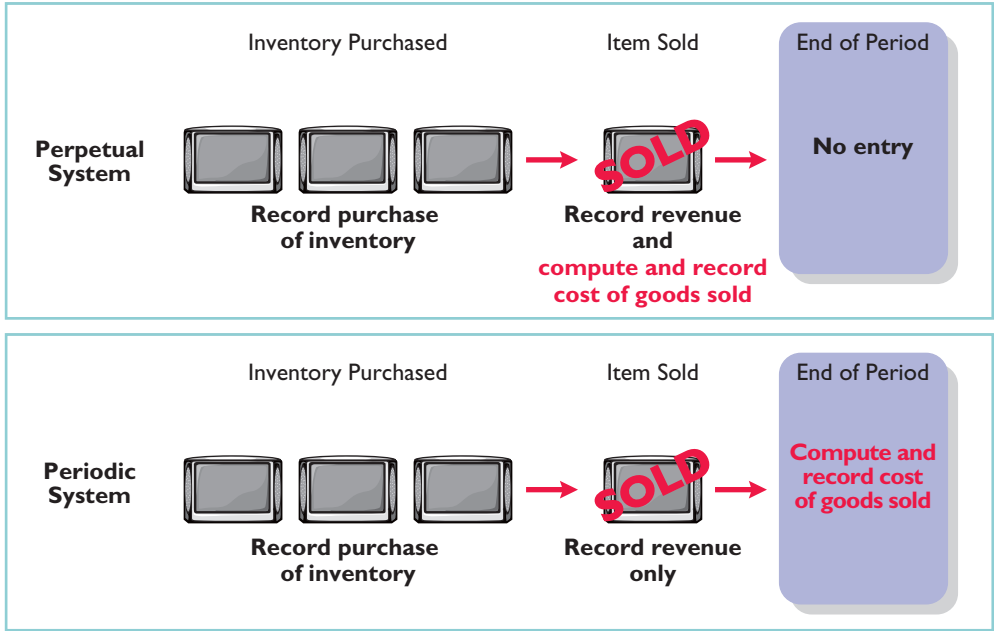 Inventory Purchased
Item Sold
End of Period
Perpetual
System
SOLD
No entry
Record purchase
of inventory
Record revenue
and
compute and record
cost of goods sold
Inventory Purchased
Item Sold
End of Period
Periodic
System
SOLD
Compute and
record cost
of goods sold
Record purchase
of inventory
Record revenue
only